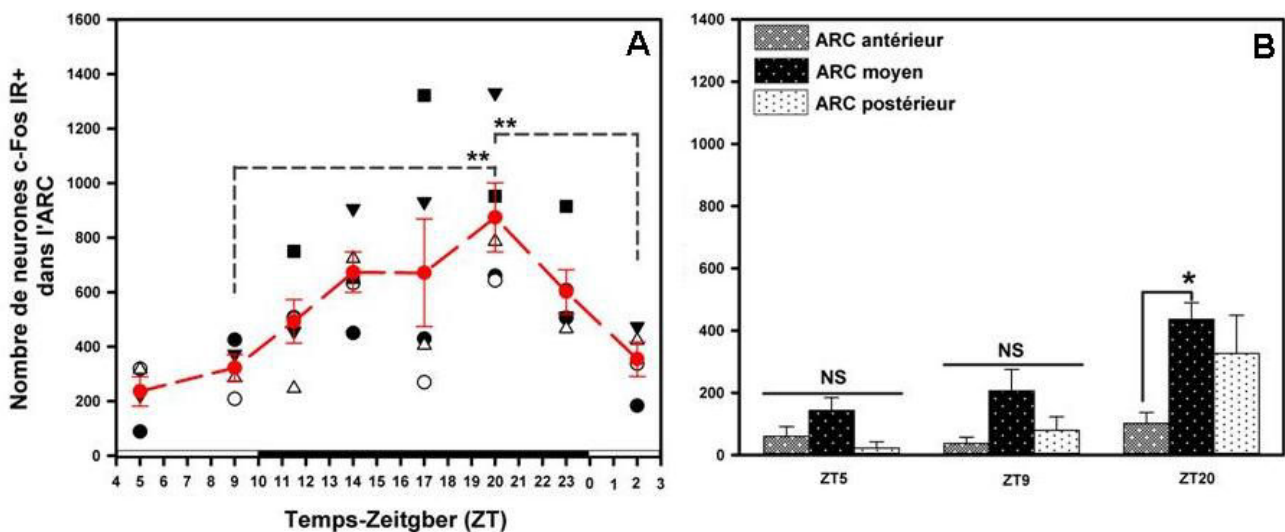 Nombre de neurones c-Fos IR+
dans l'ARC
1600
1400
1200
1000
800
600
400
200
0
A
**
**
4 5 6 7 8 9 10 11 12 13 14 15 16 17 18 19 20 21 22 23 0 1 2 3
Temps-Zeitgber (ZT)
1400
1200
1000
800
600
400
200
0
B
ARC antérieur
ARC moyen
ARC postérieur
NS
NS
*
ZT5 ZT9 ZT20